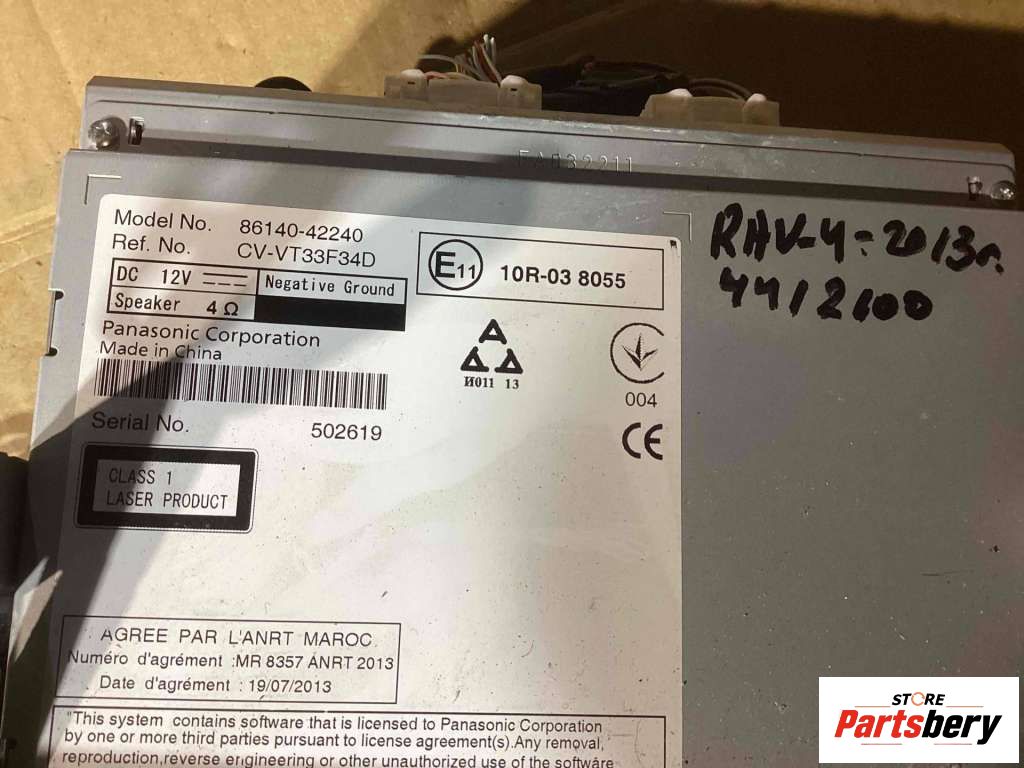 Model No. 86140-42240
Ref. No. CV-VT33F34D
DC 12V
Negative Ground
Speaker 4 Ω
Panasonic Corporation
Made in China
Serial No. 502619
CLASS 1
LASER PRODUCT
E11 10R-03 8055
И011 13
004
CE
RAV-4-2013г.
4412100
AGREE PAR L'ANRT MAROC
Numéro d'agrément :MR 8357 ANRT 2013
Date d'agrément : 19/07/2013
"This system contains software that is licensed to Panasonic Corporation
by one or more third parties pursuant to license agreement(s).Any removal,
reproduction,reverse engineering or other unauthorized use of the software
STORE
Partsbery